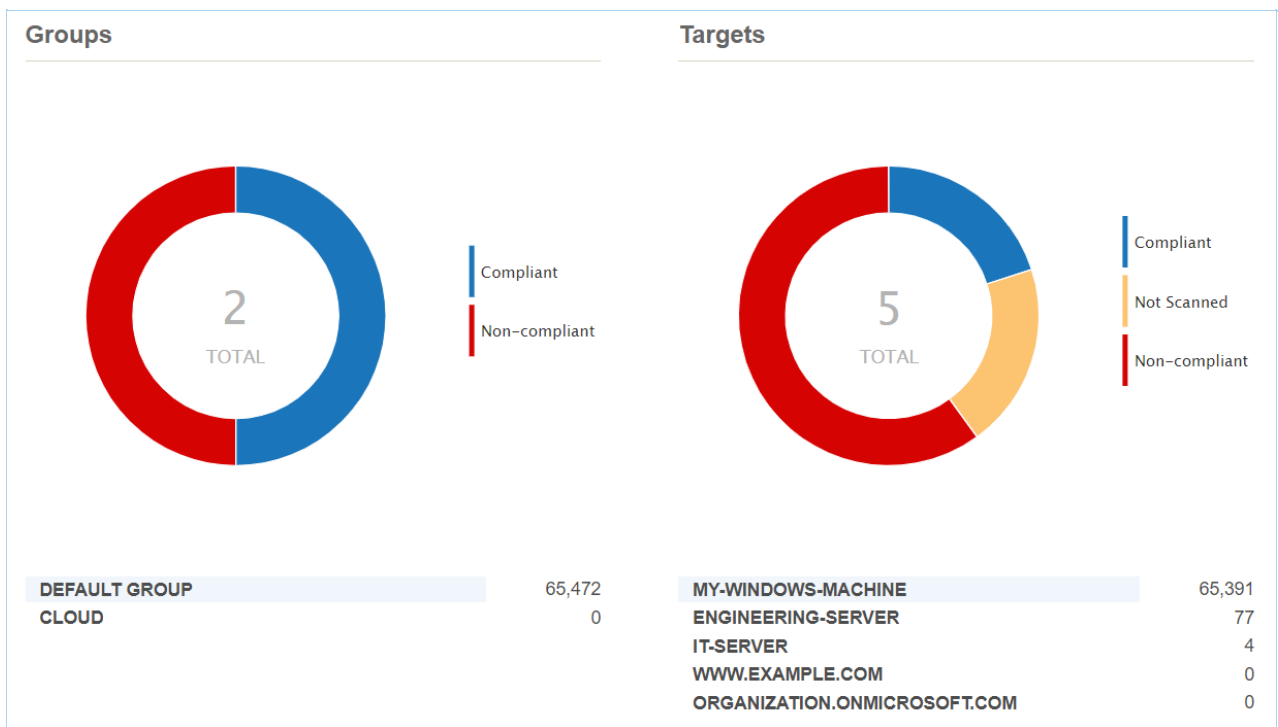 Groups
2
TOTAL
Compliant
Non-compliant
DEFAULT GROUP 65,472
CLOUD 0
Targets
5
TOTAL
Compliant
Not Scanned
Non-compliant
MY-WINDOWS-MACHINE 65,391
ENGINEERING-SERVER 77
IT-SERVER 4
WWW.EXAMPLE.COM 0
ORGANIZATION.ONMICROSOFT.COM 0